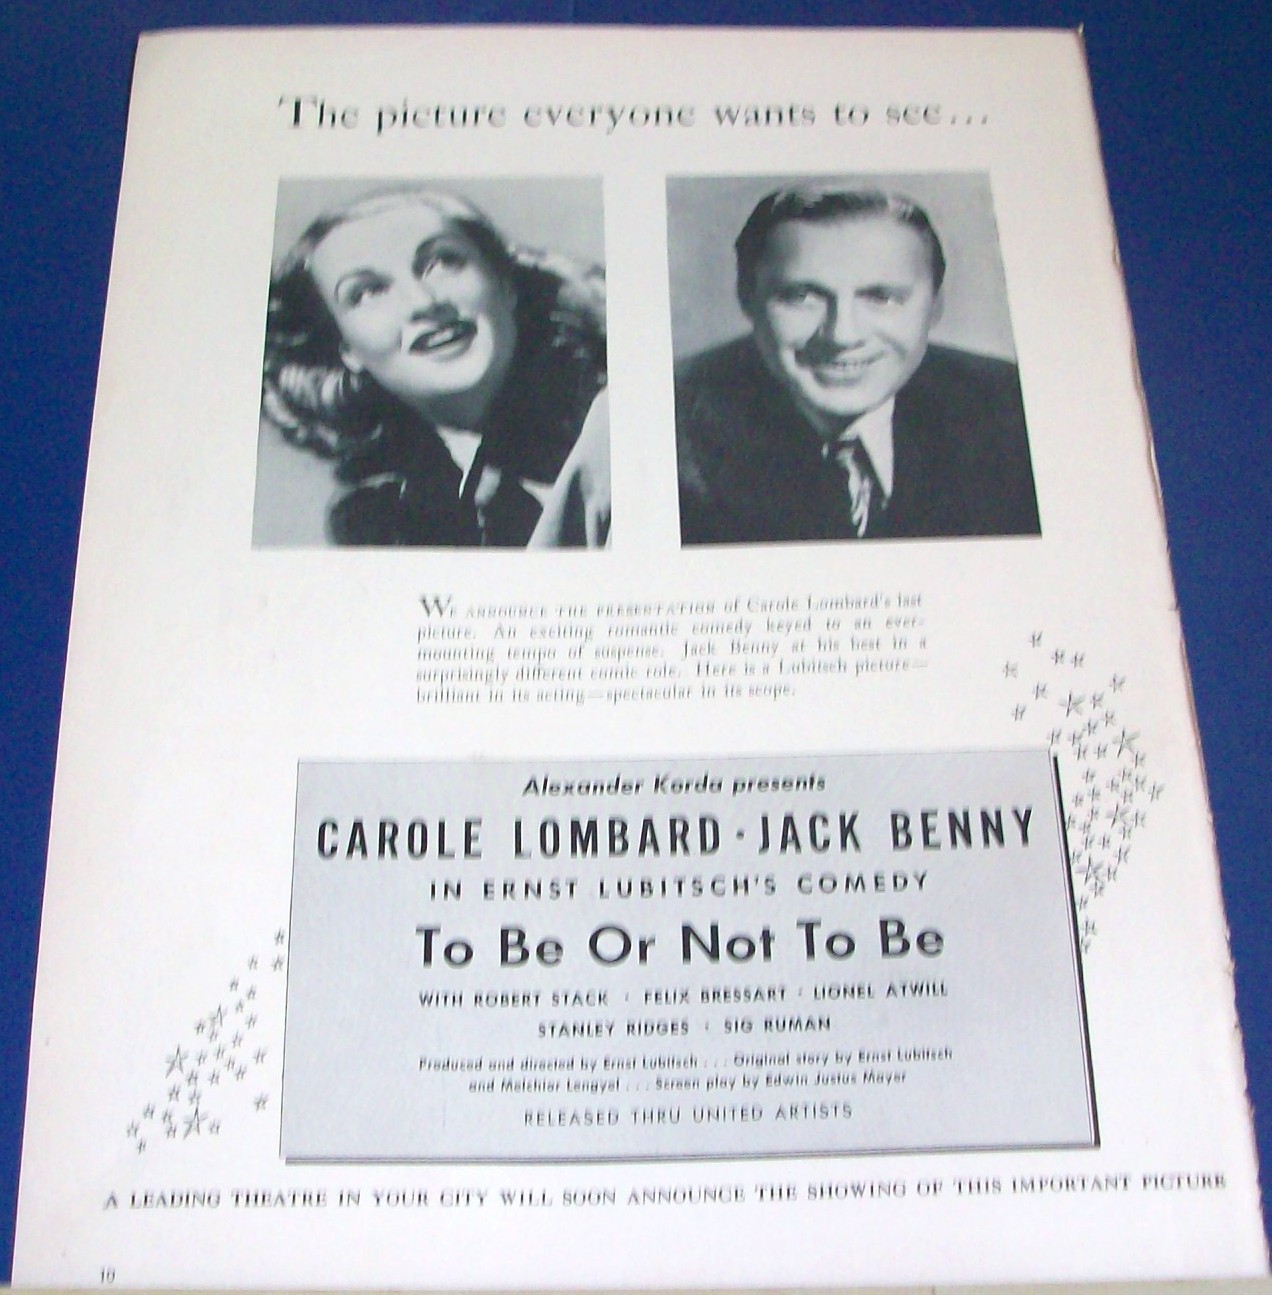 The picture everyone wants to see...
WE ANNOUNCE THE PRESENTATION of Carole Lombard's last
picture. An exciting romantic comedy keyed to an ever-
mounting tempo of suspense. Jack Benny at his best in a
surprisingly different comic role. Here is a Lubitsch picture—
brilliant in its acting—spectacular in its scope.
Alexander Korda presents
CAROLE LOMBARD · JACK BENNY
IN ERNST LUBITSCH'S COMEDY
To Be Or Not To Be
WITH ROBERT STACK · FELIX BRESSART · LIONEL ATWILL
STANLEY RIDGES · SIG RUMAN
Produced and directed by Ernst Lubitsch . . . Original story by Ernst Lubitsch
and Melchior Lengyel . . . Screen play by Edwin Justus Mayer
RELEASED THRU UNITED ARTISTS
A LEADING THEATRE IN YOUR CITY WILL SOON ANNOUNCE THE SHOWING OF THIS IMPORTANT PICTURE
10